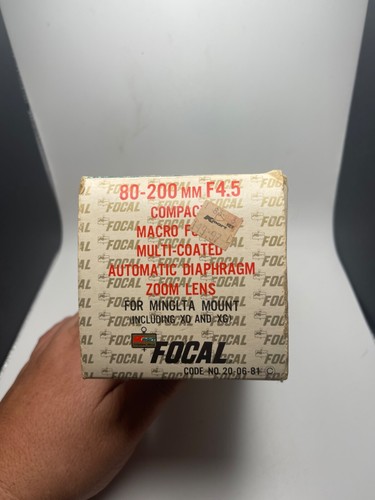 80-200 MM F4.5
COMPAC
MACRO FO
MULTI-COATED
AUTOMATIC DIAPHRAGM
ZOOM LENS
FOR MINOLTA MOUNT
INCLUDING XD AND XG
FOCAL
CODE NO 20-06-81